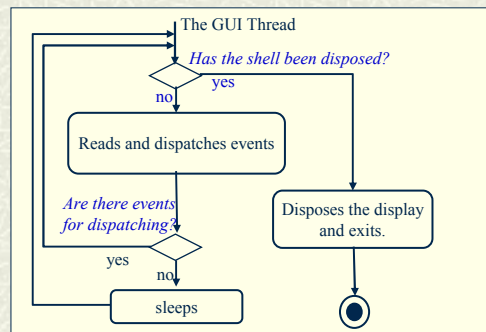 The GUI Thread
Has the shell been disposed?
yes
no
Reads and dispatches events
Are there events
for dispatching?
yes
no
sleeps
Disposes the display
and exits.